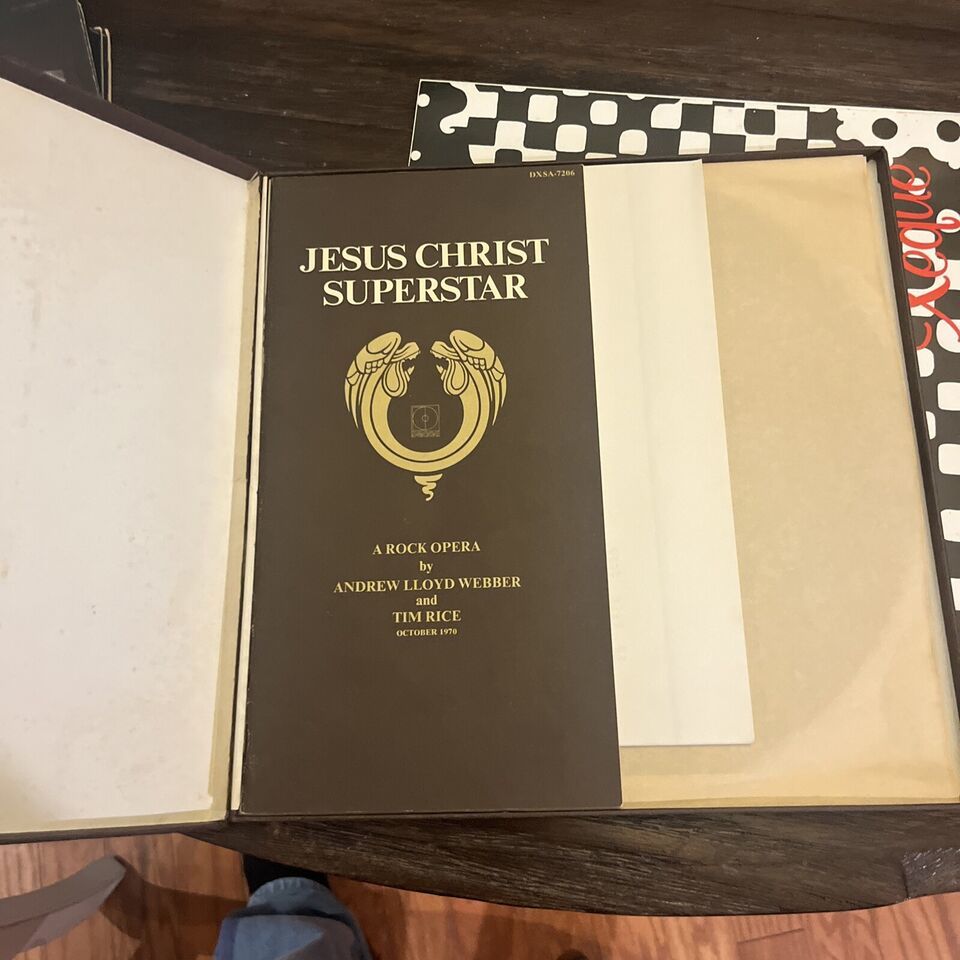 DXSA-7206
JESUS CHRIST
SUPERSTAR
A ROCK OPERA
by
ANDREW LLOYD WEBBER
and
TIM RICE
OCTOBER 1970